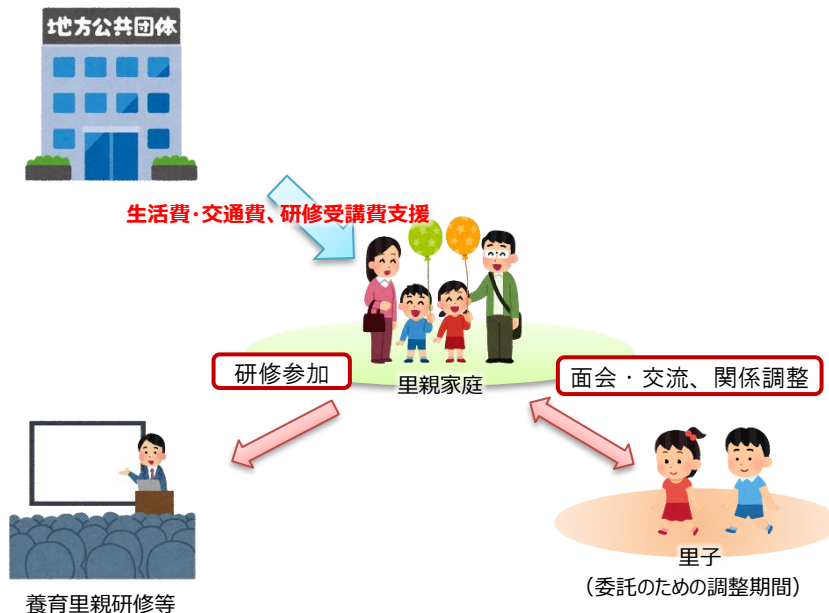 地方公共団体
生活費・交通費、研修受講費支援
研修参加
里親家庭
面会・交流、関係調整
里子
（委託のための調整期間）
養育里親研修等